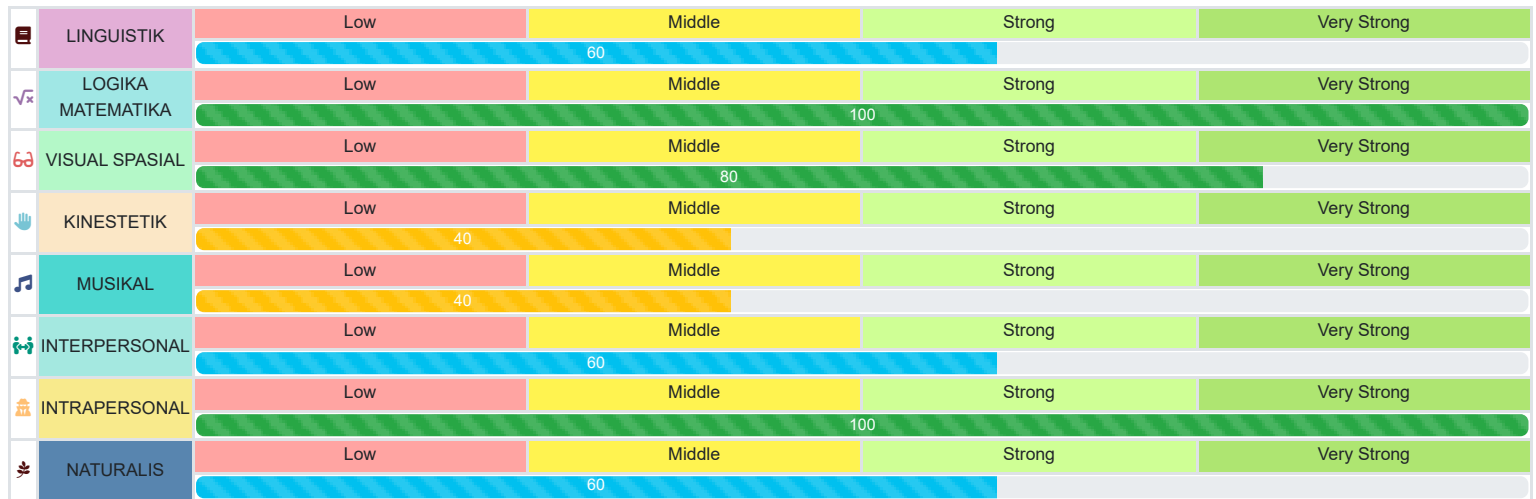 LINGUISTIK
Low Middle Strong Very Strong
60
LOGIKA
MATEMATIKA
Low Middle Strong Very Strong
100
VISUAL SPASIAL
Low Middle Strong Very Strong
80
KINESTETIK
Low Middle Strong Very Strong
40
MUSIKAL
Low Middle Strong Very Strong
40
INTERPERSONAL
Low Middle Strong Very Strong
60
INTRAPERSONAL
Low Middle Strong Very Strong
100
NATURALIS
Low Middle Strong Very Strong
60